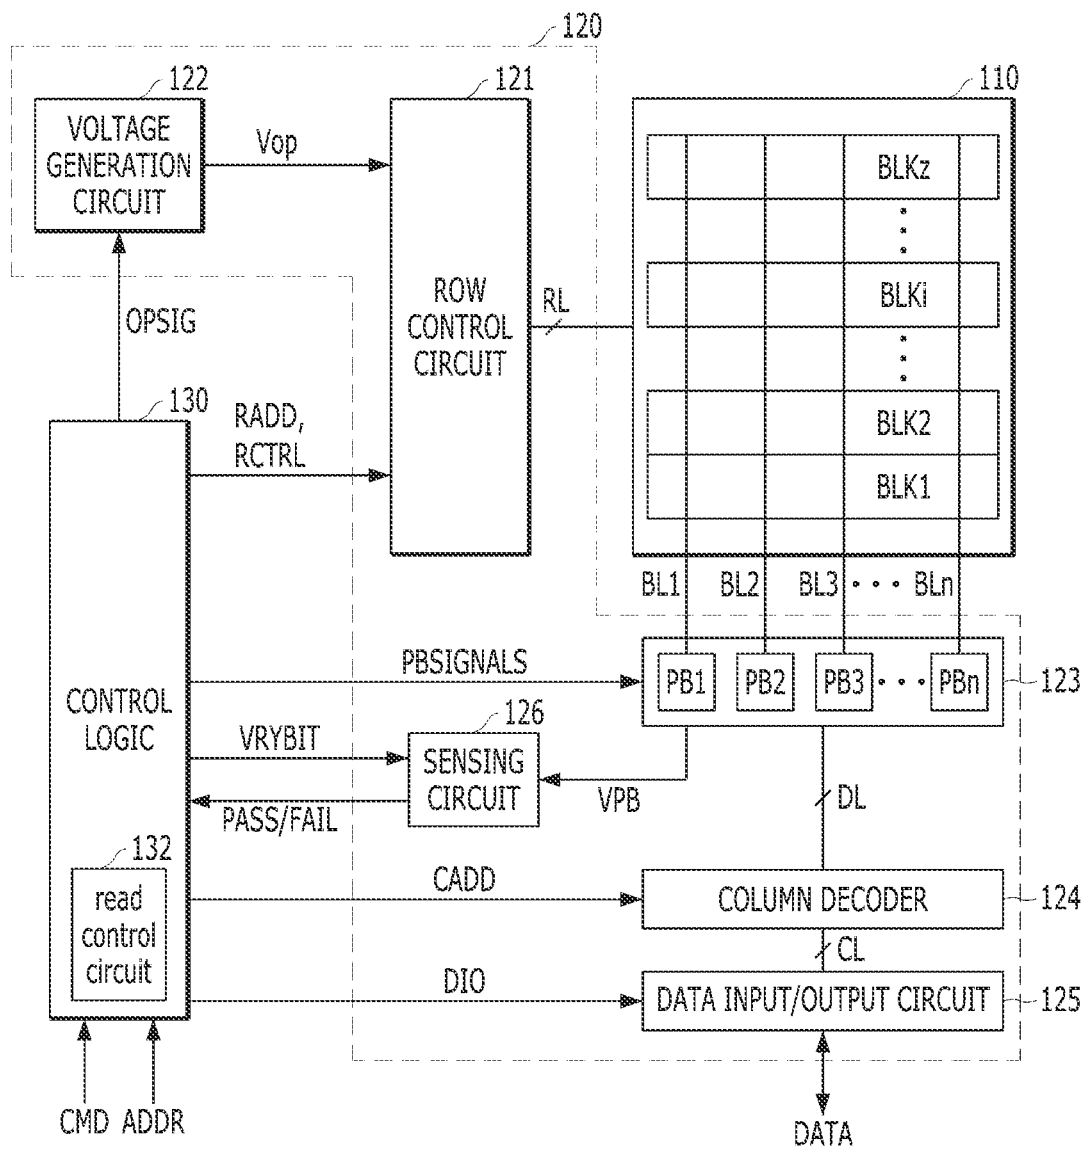 120
122
121
110
VOLTAGE
GENERATION
CIRCUIT
Vop
BLKz
ROW
CONTROL
CIRCUIT
RL
BLKi
OPSIG
130
RADD,
RCTRL
BLK2
BLK1
BL1 BL2 BL3 • • • BLn
CONTROL
LOGIC
PBSIGNALS
PB1 PB2 PB3 • • • PBn
123
126
VRYBIT
SENSING
CIRCUIT
VPB
DL
PASS/FAIL
132
read
control
circuit
CADD
COLUMN DECODER
124
CL
DIO
DATA INPUT/OUTPUT CIRCUIT
125
CMD ADDR
DATA